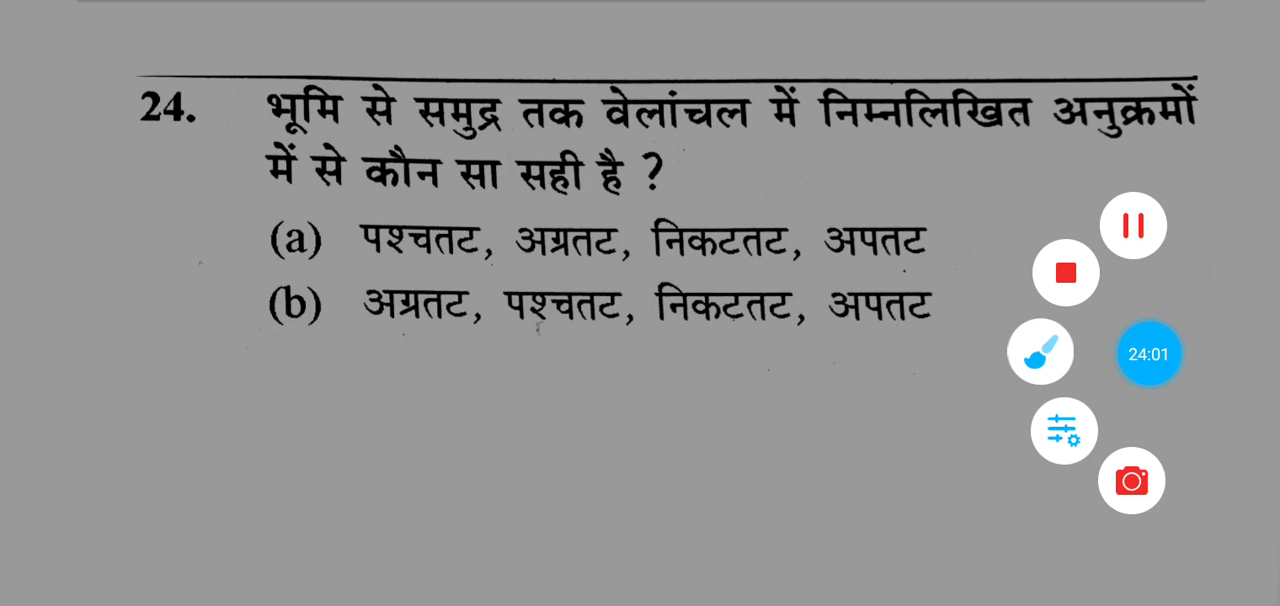 24. भूमि से समुद्र तक वेलांचल में निम्नलिखित अनुक्रमों
में से कौन सा सही है ?
(a) पश्चतट, अग्रतट, निकटतट, अपतट
(b) अग्रतट, पश्चतट, निकटतट, अपतट
24:01